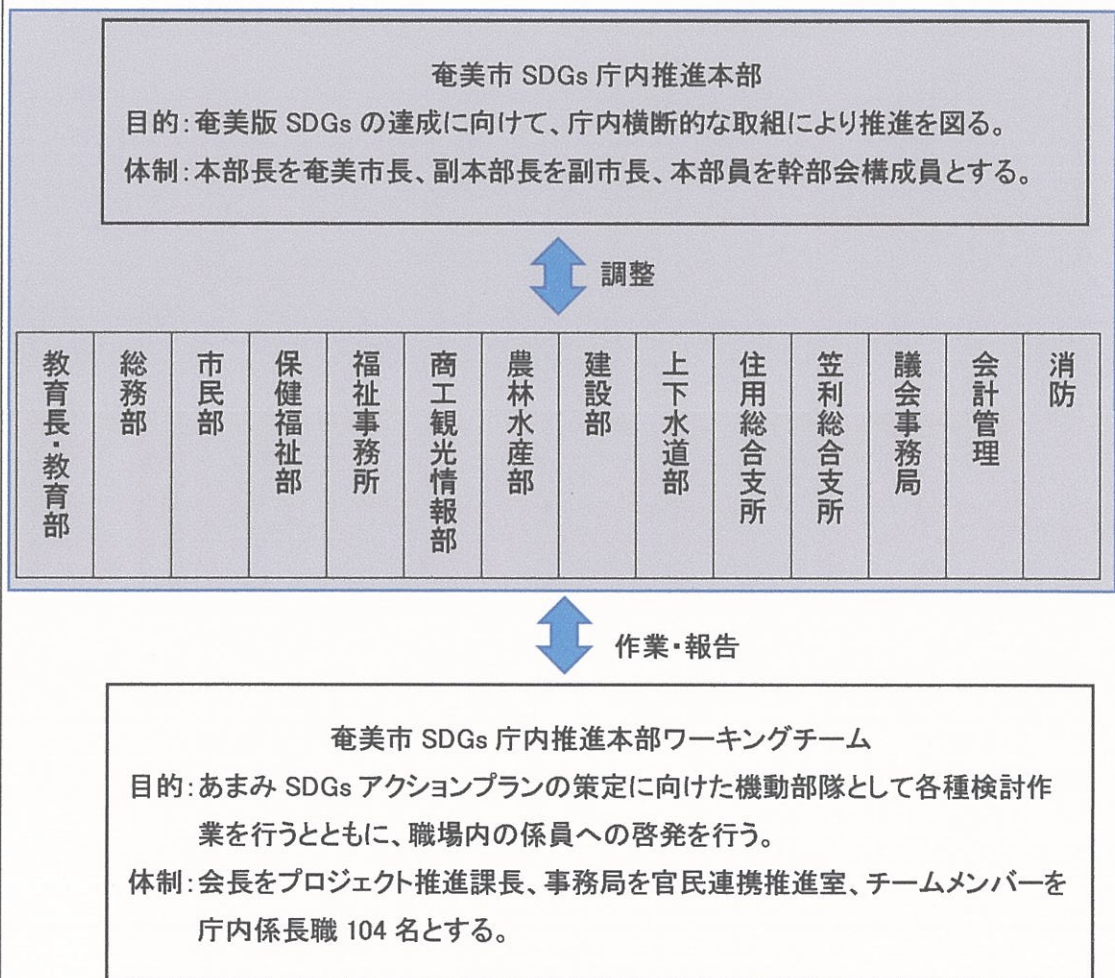 奄美市 SDGs 庁内推進本部
目的：奄美版 SDGs の達成に向けて、庁内横断的な取組により推進を図る。
体制：本部長を奄美市長、副本部長を副市長、本部員を幹部会構成員とする。
調整
教育長・教育部
総務部
市民部
保健福祉部
福祉事務所
商工観光情報部
農林水産部
建設部
上下水道部
住用総合支所
笠利総合支所
議会事務局
会計管理
消防
作業・報告
奄美市 SDGs 庁内推進本部ワーキングチーム
目的：あまみ SDGs アクションプランの策定に向けた機動部隊として各種検討作
業を行うとともに、職場内の係員への啓発を行う。
体制：会長をプロジェクト推進課長、事務局を官民連携推進室、チームメンバーを
庁内係長職 104 名とする。